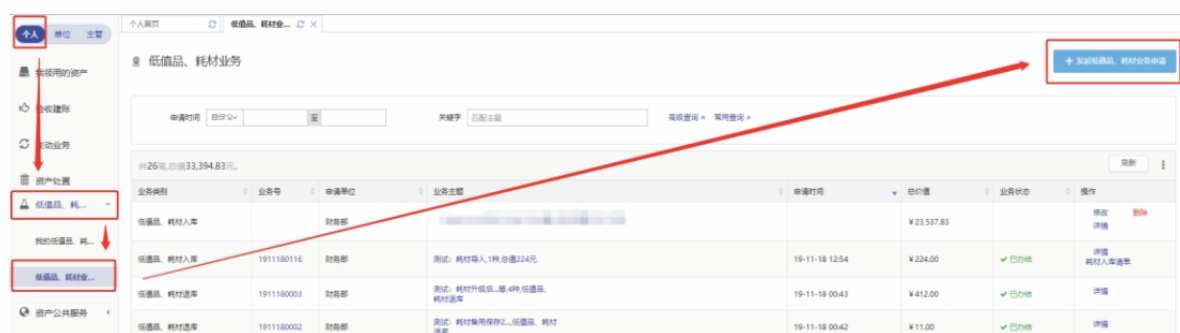 个人首页
低值品、耗材业...
个人 单位 主管
低值品、耗材业务
+ 发起低值品、耗材业务申请
我领用的资产
验收建账
变动业务
资产处置
低值品、耗...
我的低值品、耗...
低值品、耗材业...
资产公共服务
申请时间 自定义 至 关键字 匹配主题 高级查询 常用查询
共26笔,总值33,394.83元。 刷新
业务类别 业务号 申请单位 业务主题 申请时间 总价值 业务状态 操作
低值品、耗材入库 财务部 ¥23,537.83 修改 删除
详情
低值品、耗材入库 1911180116 财务部 测试：耗材导入,1种,总值224元 19-11-18 12:54 ¥224.00 已办结 详情
耗材入库清单
低值品、耗材退库 1911180003 财务部 测试：耗材升级后...等,4种,低值品、
耗材退库 19-11-18 00:43 ¥412.00 已办结 详情
低值品、耗材退库 1911180002 财务部 测试：耗材备用保存2...,低值品、耗材
退库 19-11-18 00:42 ¥11.00 已办结 详情